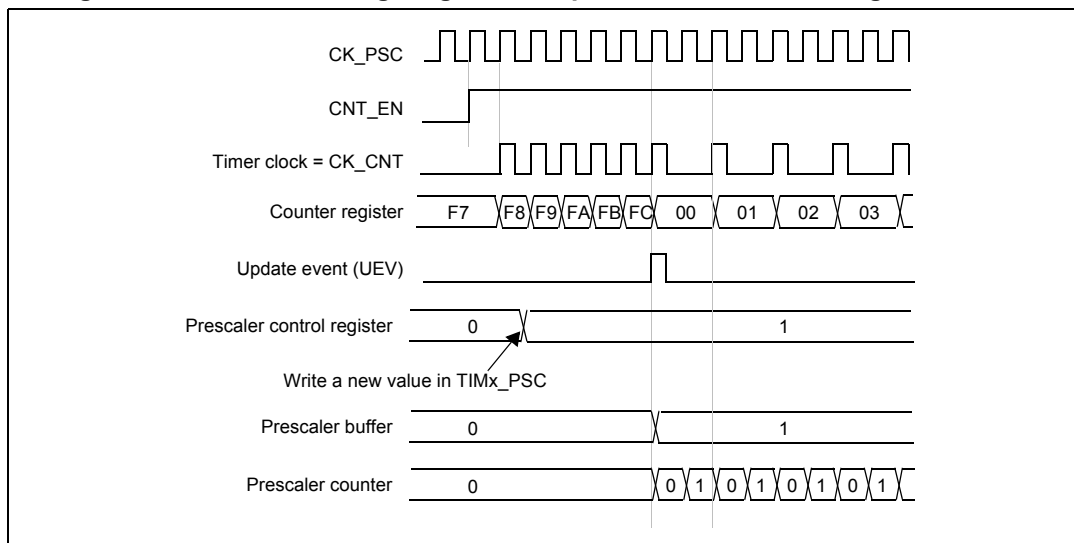 CK_PSC
CNT_EN
Timer clock = CK_CNT
Counter register F7 F8 F9 FA FB FC 00 01 02 03
Update event (UEV)
Prescaler control register 0 1
Write a new value in TIMx_PSC
Prescaler buffer 0 1
Prescaler counter 0 0 1 0 1 0 1 0 1